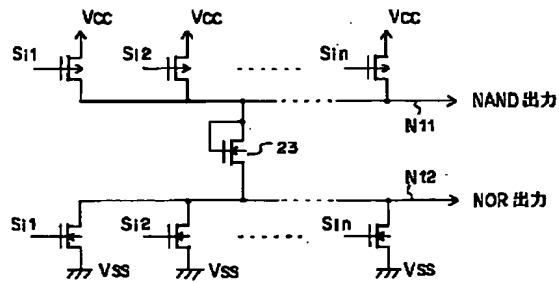 Vcc Vcc Vcc
Si1 Si2 Sin
NAND出力
N11
23
N12
NOR出力
Si1 Si2 Sin
Vss Vss Vss